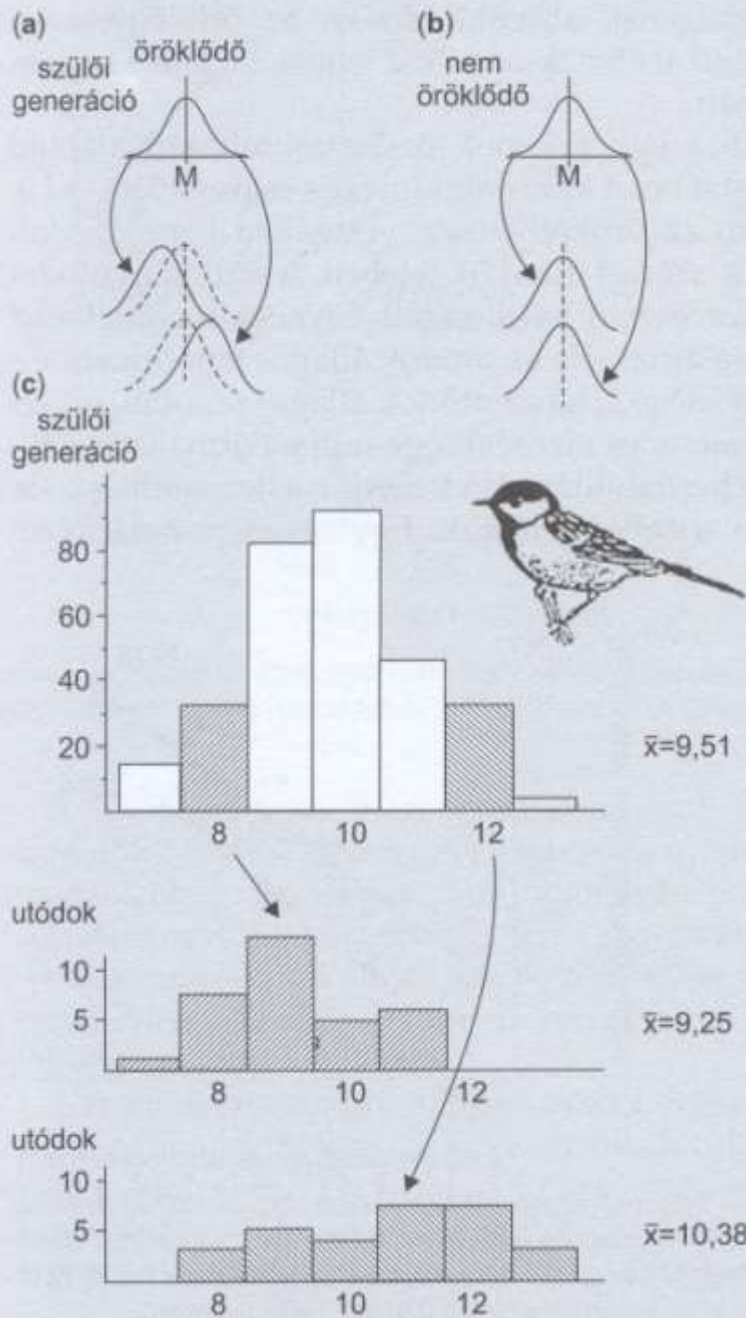 (a)
öröklődő
szülői
generáció
M
(b)
nem
öröklődő
M
(c)
szülői
generáció
80
60
40
20
8 10 12
x̄=9,51
utódok
10
5
8 10 12
x̄=9,25
utódok
10
5
8 10 12
x̄=10,38